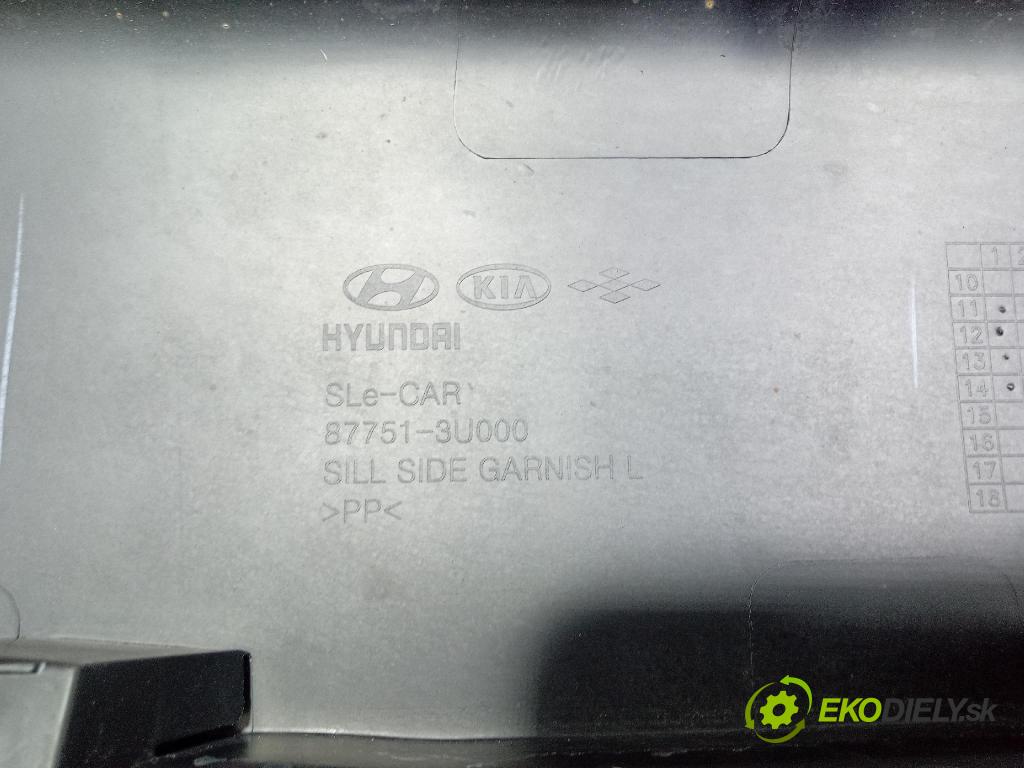 KIA
HYUNDAI
SLe-CAR
87751-3U000
SILL SIDE GARNISH L
>PP<
1 2
10
11
12
13
14
15
16
17
18
EKODIELY.sk